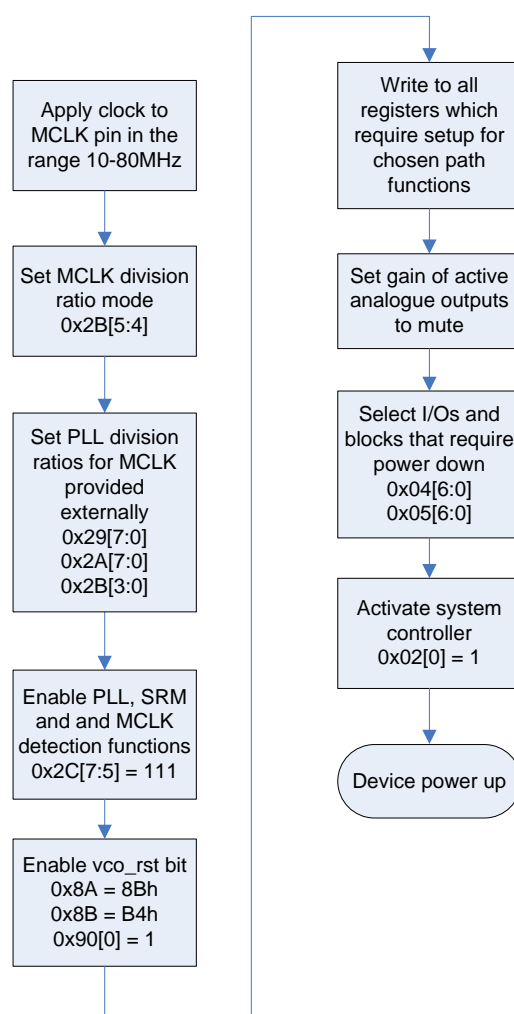 Apply clock to
MCLK pin in the
range 10-80MHz
Set MCLK division
ratio mode
0x2B[5:4]
Set PLL division
ratios for MCLK
provided
externally
0x29[7:0]
0x2A[7:0]
0x2B[3:0]
Enable PLL, SRM
and and MCLK
detection functions
0x2C[7:5] = 111
Enable vco_rst bit
0x8A = 8Bh
0x8B = B4h
0x90[0] = 1
Write to all
registers which
require setup for
chosen path
functions
Set gain of active
analogue outputs
to mute
Select I/Os and
blocks that require
power down
0x04[6:0]
0x05[6:0]
Activate system
controller
0x02[0] = 1
Device power up